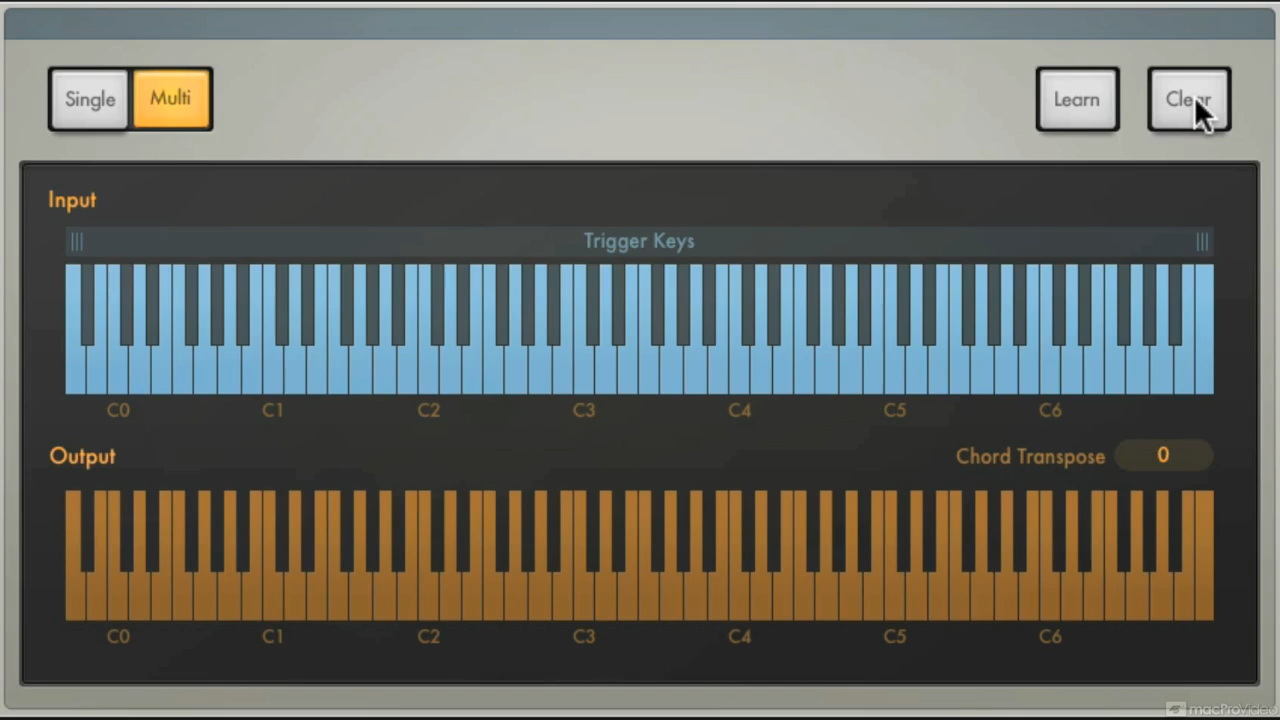 Single Multi Learn Clear
Input
Trigger Keys
C0 C1 C2 C3 C4 C5 C6
Output Chord Transpose 0
C0 C1 C2 C3 C4 C5 C6
macProVideo